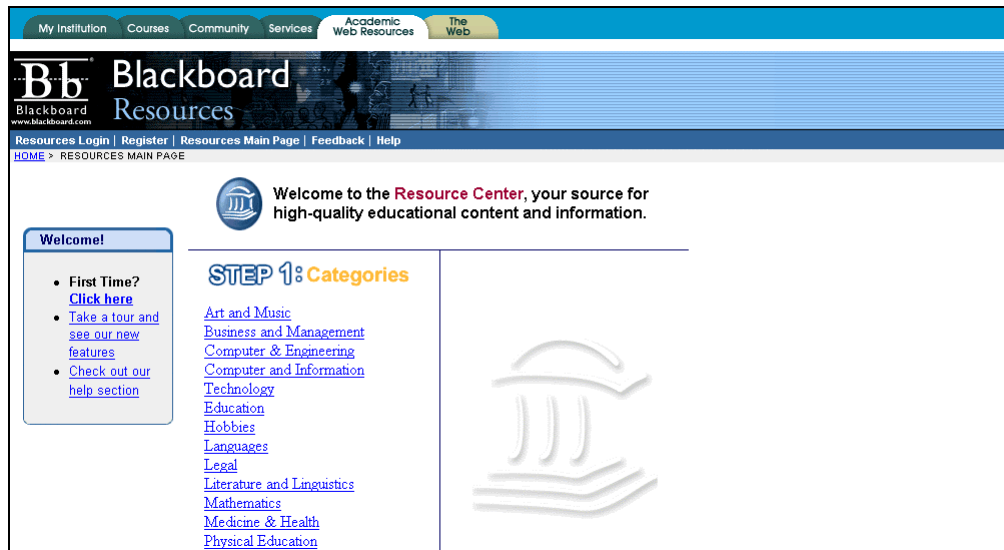 My Institution Courses Community Services Academic Web Resources The Web
Bb
Blackboard
www.blackboard.com
Blackboard
Resources
Resources Login | Register | Resources Main Page | Feedback | Help
HOME > RESOURCES MAIN PAGE
Welcome to the Resource Center, your source for
high-quality educational content and information.
Welcome!
First Time?
Click here
Take a tour and
see our new
features
Check out our
help section
STEP 1: Categories
Art and Music
Business and Management
Computer & Engineering
Computer and Information
Technology
Education
Hobbies
Languages
Legal
Literature and Linguistics
Mathematics
Medicine & Health
Physical Education